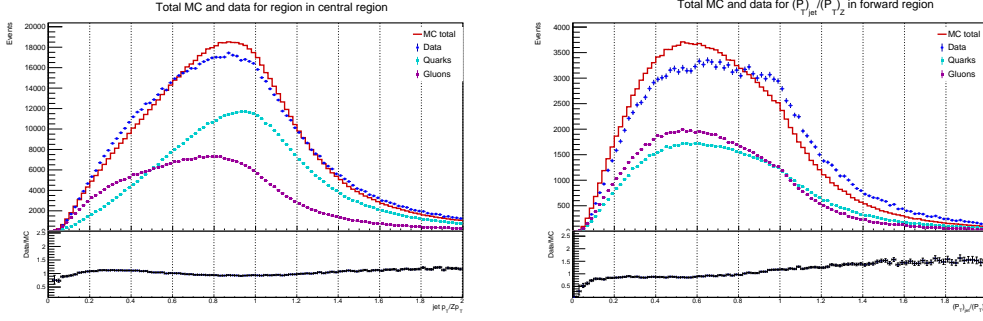 Total MC and data for region in central region
Events
20000
18000
16000
14000
12000
10000
8000
6000
4000
2000
0
MC total
Data
Quarks
Gluons
Data/MC
2.5
2
1.5
1
0.5
0 0.2 0.4 0.6 0.8 1 1.2 1.4 1.6 1.8 2
jet p_T/Zp_T
Total MC and data for (P_T)_jet/(P_T)_Z in forward region
Events
4000
3500
3000
2500
2000
1500
1000
500
0
MC total
Data
Quarks
Gluons
Data/MC
2.5
2
1.5
1
0.5
0 0.2 0.4 0.6 0.8 1 1.2 1.4 1.6 1.8
(P_T)_jet/(P_T)